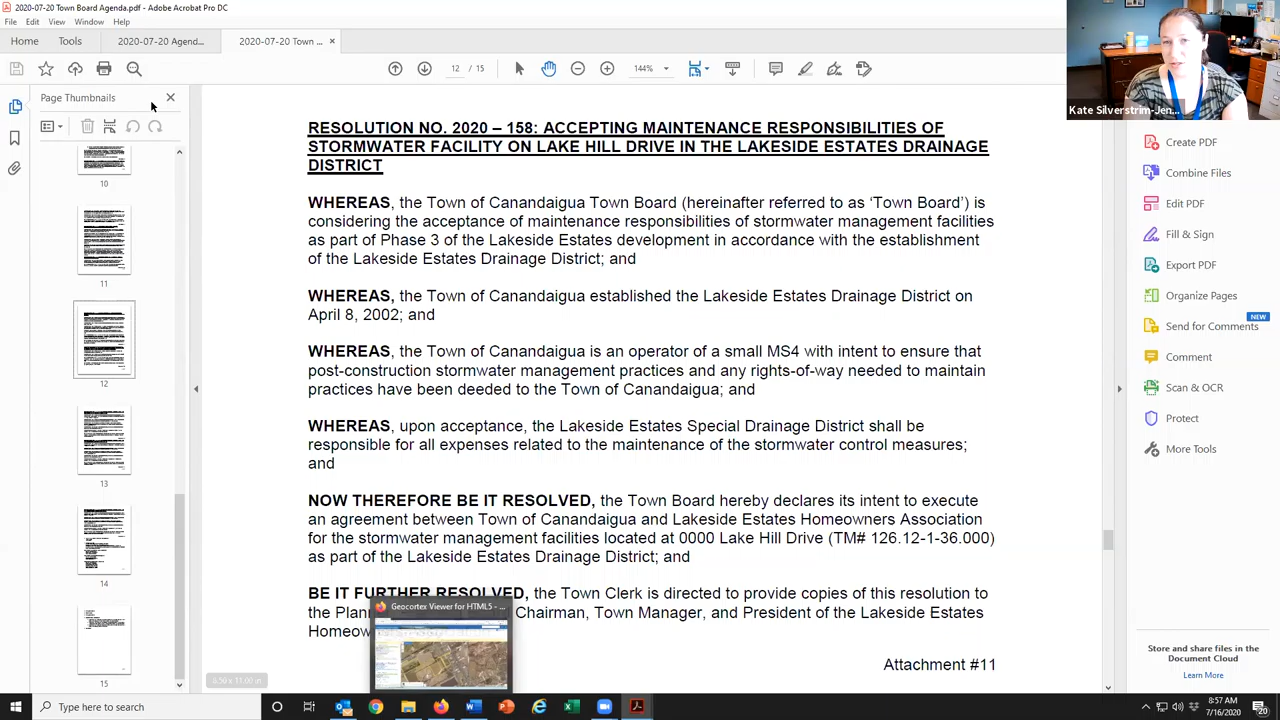 2020-07-20 Town Board Agenda.pdf - Adobe Acrobat Pro DC
File Edit View Window Help
Home Tools 2020-07-20 Agend... 2020-07-20 Town ... ×
12 / 15 144%
Kate Silverstrim-Jen...
Page Thumbnails
10
11
12
13
14
15
RESOLUTION NO. 2020 – 158: ACCEPTING MAINTENANCE RESPONSIBILITIES OF
STORMWATER FACILITY ON LAKE HILL DRIVE IN THE LAKESIDE ESTATES DRAINAGE
DISTRICT
WHEREAS, the Town of Canandaigua Town Board (hereinafter referred to as ‘Town Board’) is
considering the acceptance of maintenance responsibilities of stormwater management facilities
as part of Phase 3 of the Lakeside Estates development in accordance with the establishment
of the Lakeside Estates Drainage District; and
WHEREAS, the Town of Canandaigua established the Lakeside Estates Drainage District on
April 8, 2002; and
WHEREAS, the Town of Canandaigua is an operator of a small MS4 with intent to ensure that
post-construction stormwater management practices and any rights-of-way needed to maintain
practices have been deeded to the Town of Canandaigua; and
WHEREAS, upon acceptance the Lakeside Estates Special Drainage District shall be
responsible for all expenses related to the maintenance of the stormwater control measures;
and
NOW THEREFORE BE IT RESOLVED, the Town Board hereby declares its intent to execute
an agreement between Town of Canandaigua and Lakeside Estates Homeowners Association
for the stormwater management facilities located at 0000 Lake Hill Drive (TM# 126.12-1-36.000)
as part of the Lakeside Estates Drainage District; and
BE IT FURTHER RESOLVED, the Town Clerk is directed to provide copies of this resolution to
the Plann Chairman, Town Manager, and President of the Lakeside Estates
Homeow
Attachment #11
Geocortex Viewer for HTML5 - ...
8.50 x 11.00 in
Create PDF
Combine Files
Edit PDF
Fill & Sign
Export PDF
Organize Pages
NEW
Send for Comments
Comment
Scan & OCR
Protect
More Tools
Store and share files in the
Document Cloud
Learn More
Type here to search
8:57 AM
7/16/2020
20